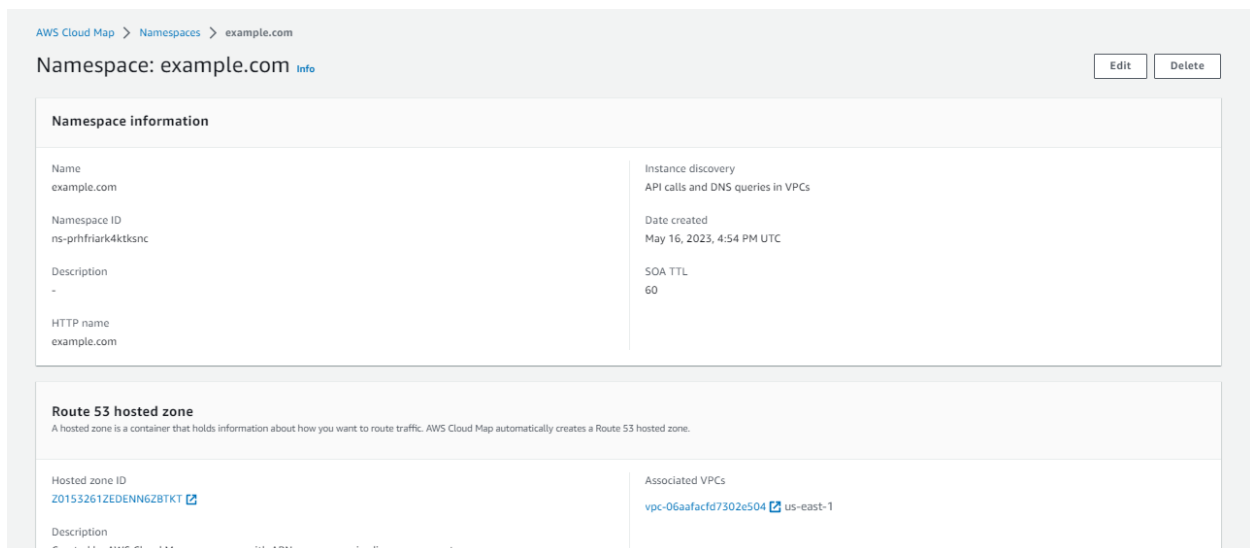 AWS Cloud Map > Namespaces > example.com
Namespace: example.com Info
Edit Delete
Namespace information
Name
example.com
Namespace ID
ns-prhfriark4ktksnc
Description
-
HTTP name
example.com
Instance discovery
API calls and DNS queries in VPCs
Date created
May 16, 2023, 4:54 PM UTC
SOA TTL
60
Route 53 hosted zone
A hosted zone is a container that holds information about how you want to route traffic. AWS Cloud Map automatically creates a Route 53 hosted zone.
Hosted zone ID
Z0153261ZEDENN6ZBTKT
Description
Associated VPCs
vpc-06aafacfd7302e504 us-east-1